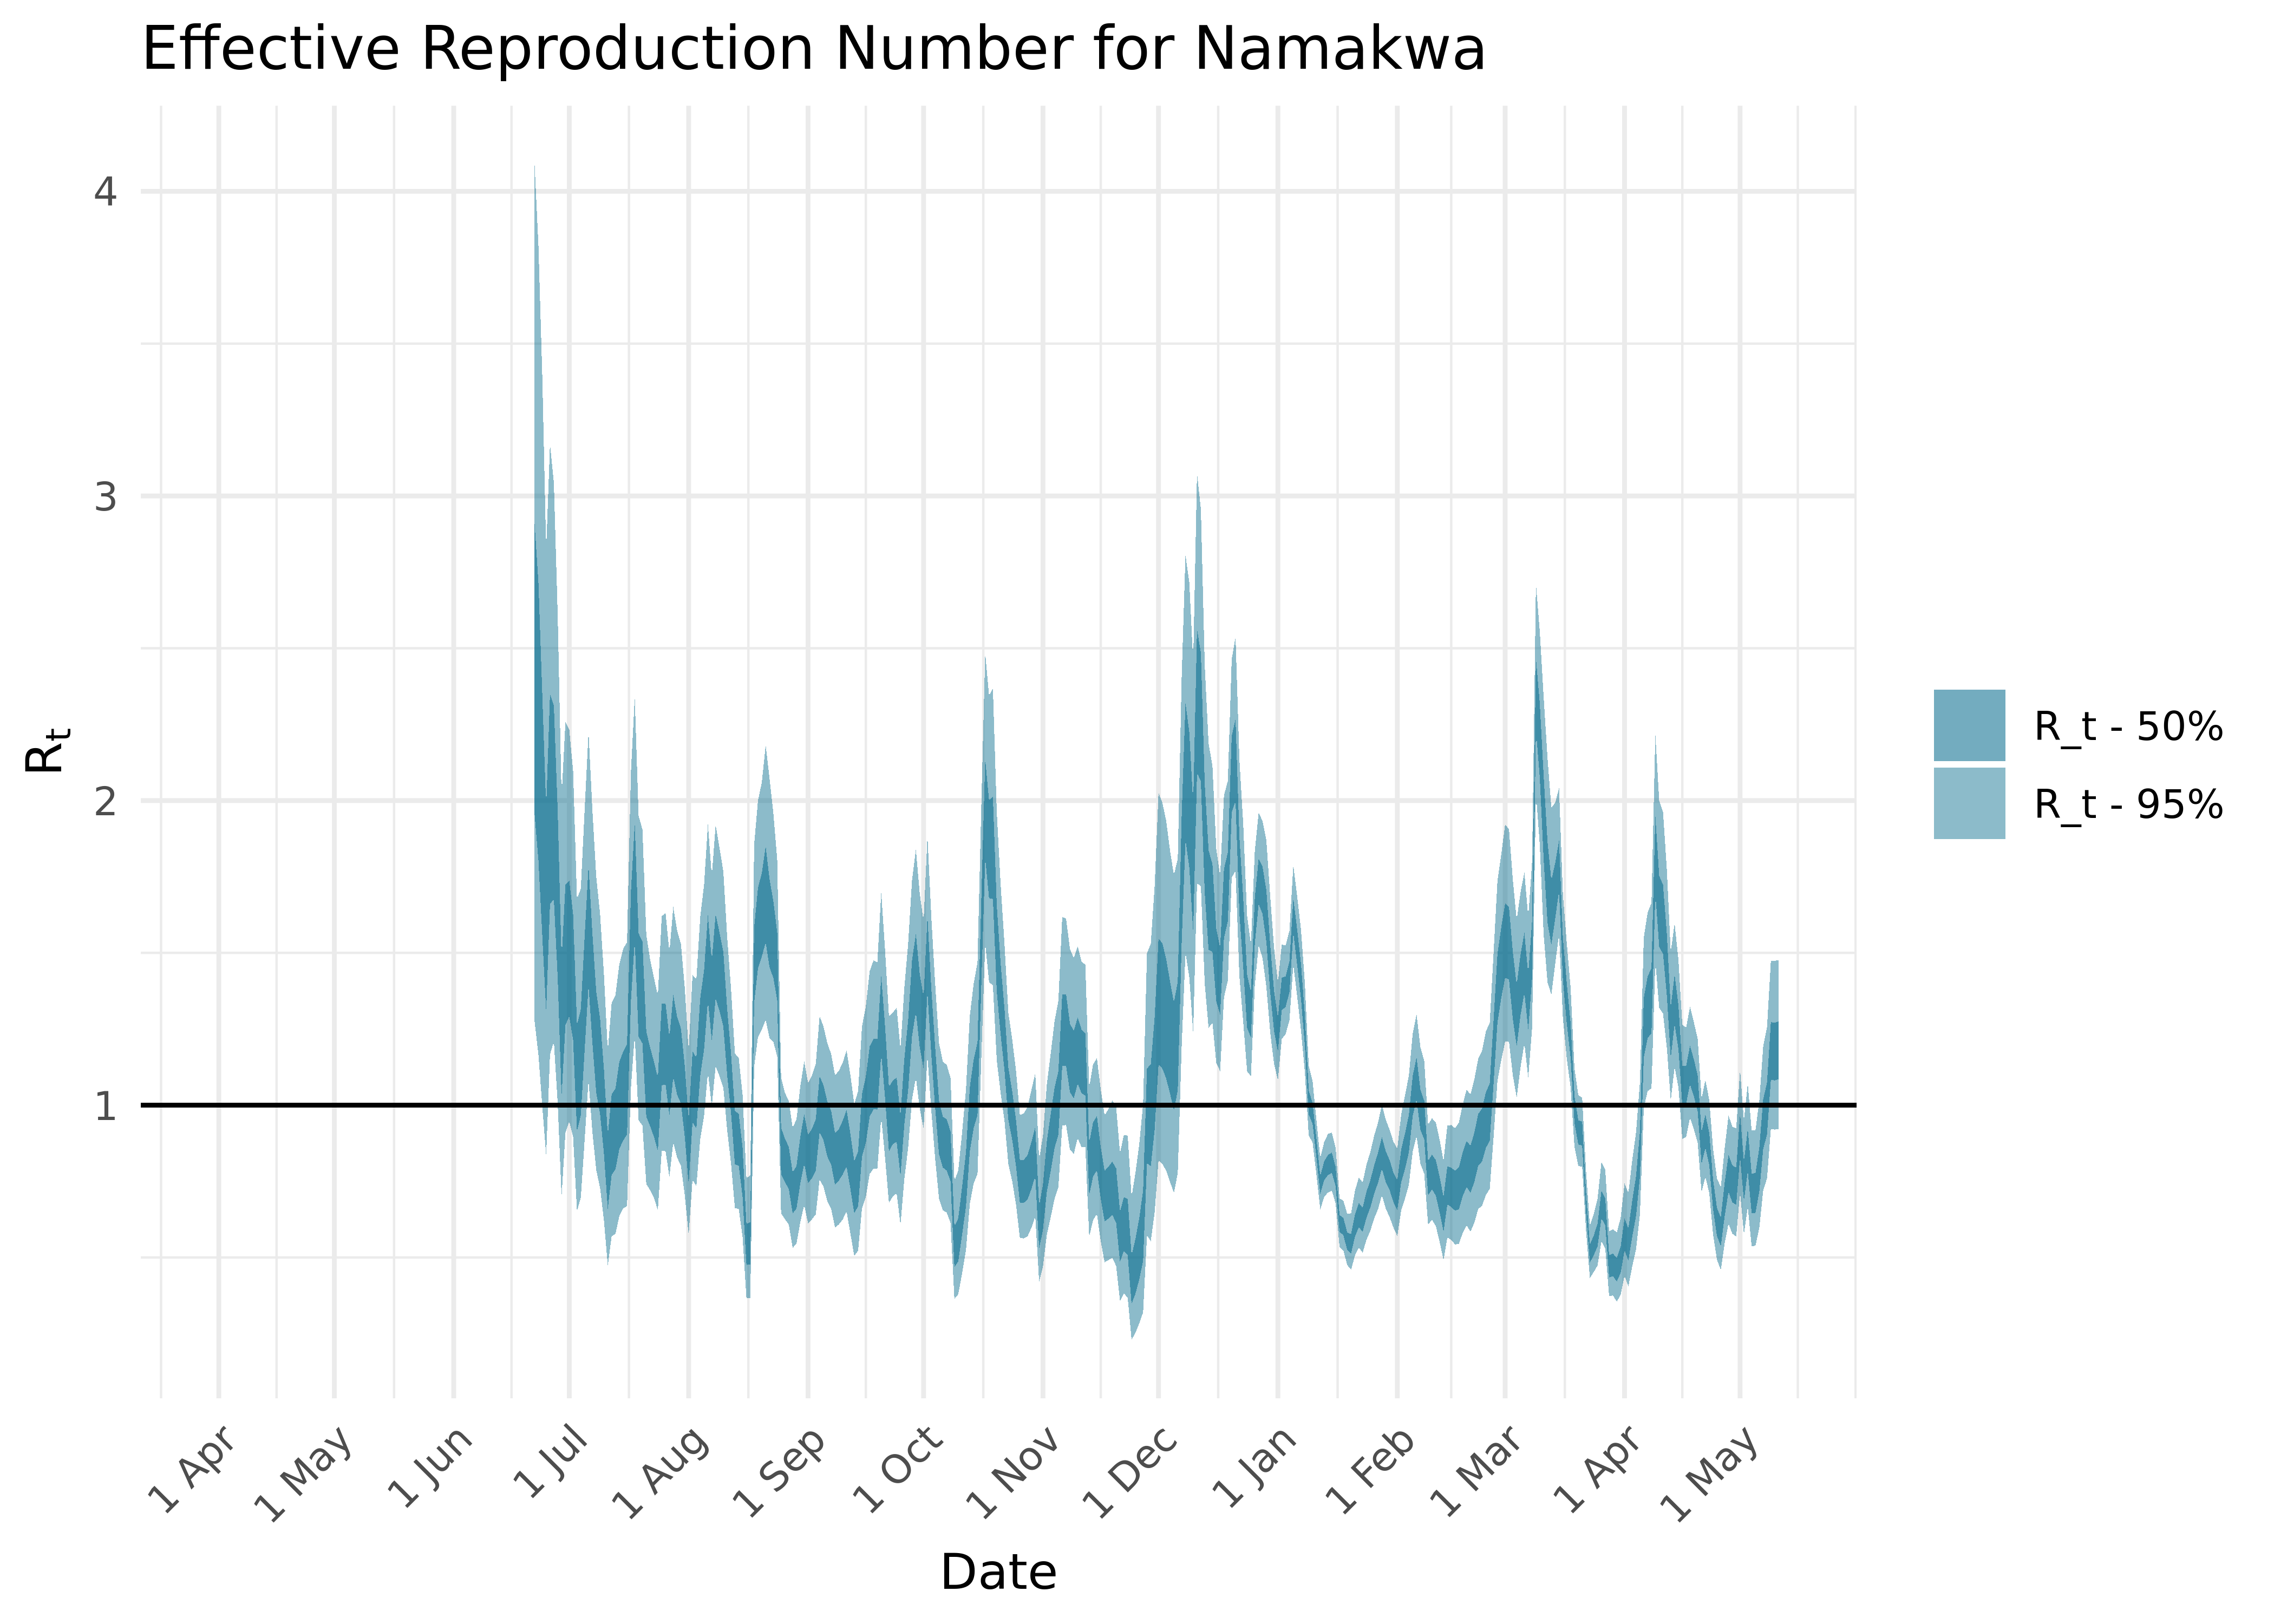 Effective Reproduction Number for Namakwa
4
3
2
1
Rt
1 Apr
1 May
1 Jun
1 Jul
1 Aug
1 Sep
1 Oct
1 Nov
1 Dec
1 Jan
1 Feb
1 Mar
1 Apr
1 May
Date
R_t - 50%
R_t - 95%